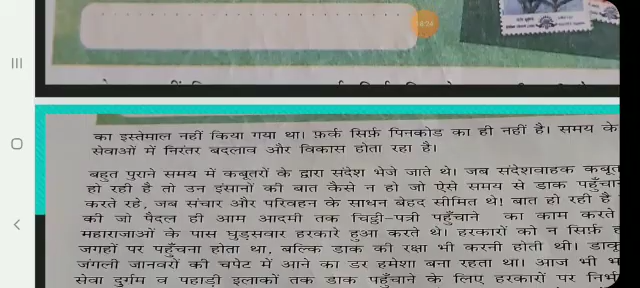 का इस्तेमाल नहीं किया गया था। फ़र्क सिर्फ़ पिनकोड का ही नहीं है। समय के
सेवाओं में निरंतर बदलाव और विकास होता रहा है।
बहुत पुराने समय में कबूतरों के द्वारा संदेश भेजे जाते थे। जब संदेशवाहक कबूत
हो रही है तो उन इंसानों की बात कैसे न हो जो ऐसे समय से डाक पहुँचा
करते रहे, जब संचार और परिवहन के साधन बेहद सीमित थे! बात हो रही है
की जो पैदल ही आम आदमी तक चिट्ठी-पत्री पहुँचाने का काम करते
महाराजाओं के पास घुड़सवार हरकारे हुआ करते थे। हरकारों को न सिर्फ़
जगहों पर पहुँचना होता था, बल्कि डाक की रक्षा भी करनी होती थी। डाकू
जंगली जानवरों की चपेट में आने का डर हमेशा बना रहता था। आज भी भ
सेवा दुर्गम व पहाड़ी इलाकों तक डाक पहुँचाने के लिए हरकारों पर निर्भ